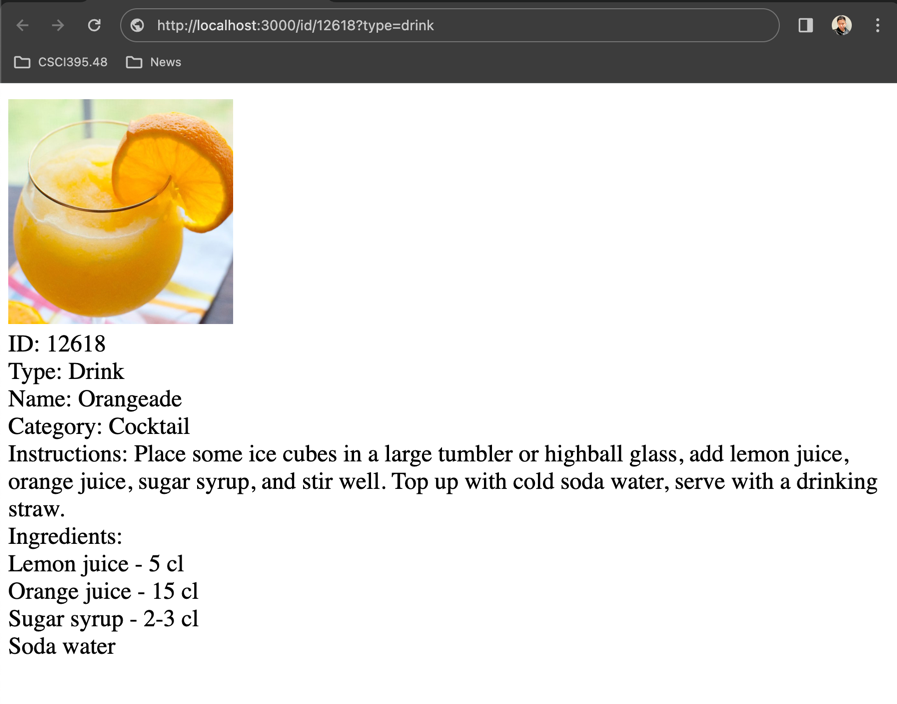 http://localhost:3000/id/12618?type=drink
CSCI395.48 News
ID: 12618
Type: Drink
Name: Orangeade
Category: Cocktail
Instructions: Place some ice cubes in a large tumbler or highball glass, add lemon juice,
orange juice, sugar syrup, and stir well. Top up with cold soda water, serve with a drinking
straw.
Ingredients:
Lemon juice - 5 cl
Orange juice - 15 cl
Sugar syrup - 2-3 cl
Soda water